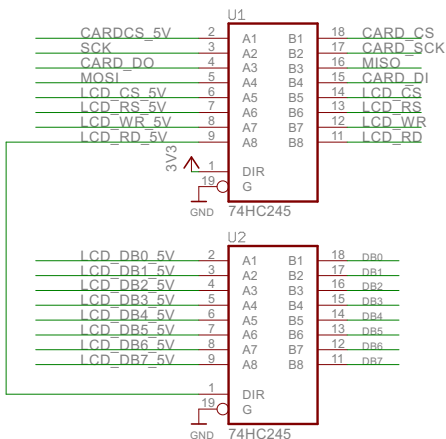 U1
CARDCS_5V 2 A1 B1 18 CARD_CS
SCK 3 A2 B2 17 CARD_SCK
CARD_DO 4 A3 B3 16 MISO
MOSI 5 A4 B4 15 CARD_DI
LCD_CS_5V 6 A5 B5 14 LCD_CS
LCD_RS_5V 7 A6 B6 13 LCD_RS
LCD_WR_5V 8 A7 B7 12 LCD_WR
LCD_RD_5V 9 A8 B8 11 LCD_RD
3V3 1 DIR
19 G
GND 74HC245
U2
LCD_DB0_5V 2 A1 B1 18 DB0
LCD_DB1_5V 3 A2 B2 17 DB1
LCD_DB2_5V 4 A3 B3 16 DB2
LCD_DB3_5V 5 A4 B4 15 DB3
LCD_DB4_5V 6 A5 B5 14 DB4
LCD_DB5_5V 7 A6 B6 13 DB5
LCD_DB6_5V 8 A7 B7 12 DB6
LCD_DB7_5V 9 A8 B8 11 DB7
1 DIR
19 G
GND 74HC245